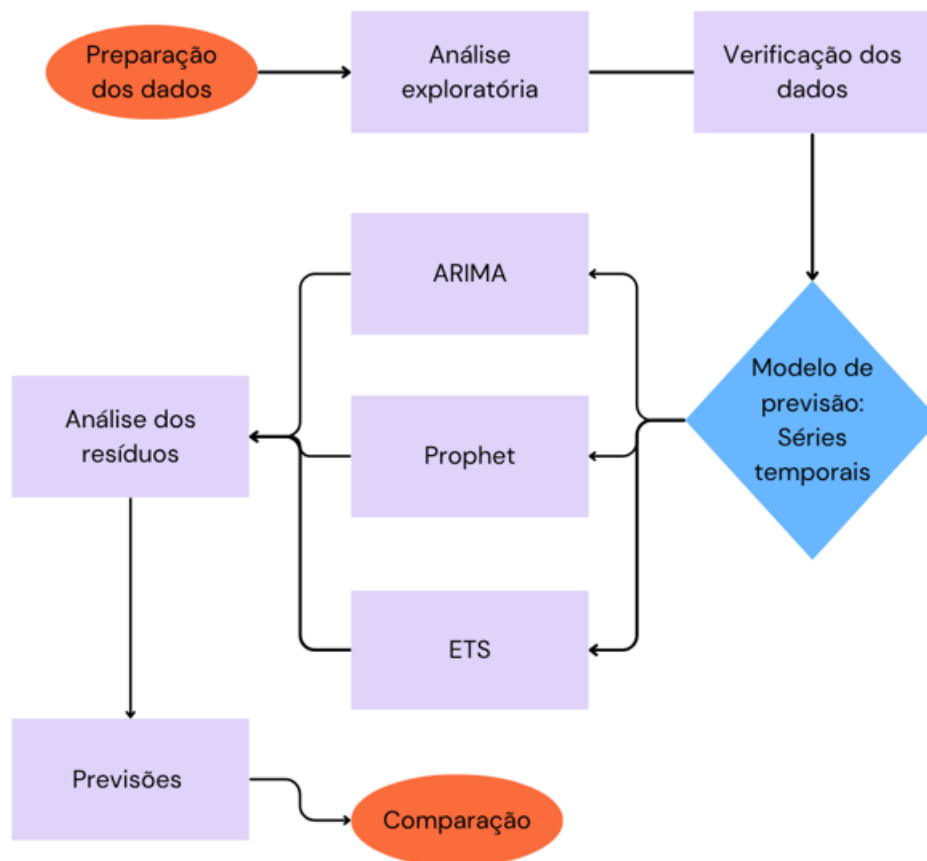 Preparação
dos dados
Análise
exploratória
Verificação dos
dados
Modelo de
previsão:
Séries
temporais
ARIMA
Prophet
ETS
Análise dos
resíduos
Previsões
Comparação